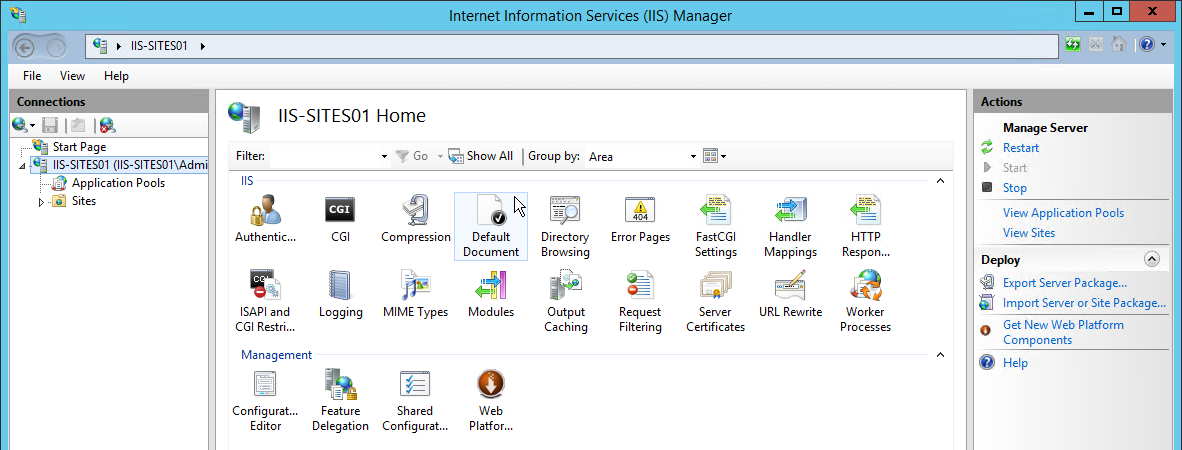 Internet Information Services (IIS) Manager
IIS-SITES01
File View Help
Connections
Start Page
IIS-SITES01 (IIS-SITES01\Admi
Application Pools
Sites
IIS-SITES01 Home
Filter: Go Show All Group by: Area
IIS
Authentic... CGI Compression Default Document Directory Browsing Error Pages FastCGI Settings Handler Mappings HTTP Respon...
ISAPI and CGI Restri... Logging MIME Types Modules Output Caching Request Filtering Server Certificates URL Rewrite Worker Processes
Management
Configurat... Editor Feature Delegation Shared Configurat... Web Platfor...
Actions
Manage Server
Restart
Start
Stop
View Application Pools
View Sites
Deploy
Export Server Package...
Import Server or Site Package...
Get New Web Platform
Components
Help
CGI
404
CGI